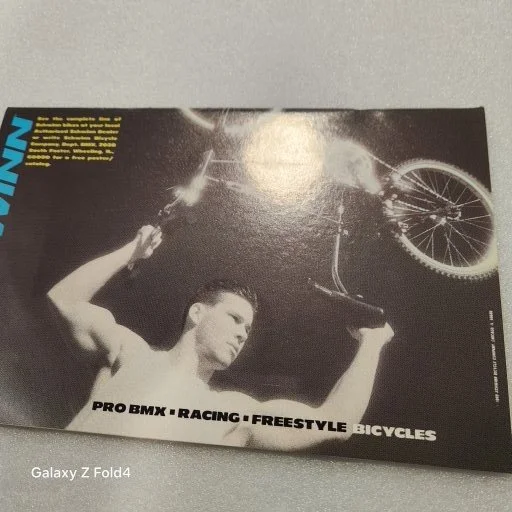 WINN
See the complete line of
Schwinn bikes at your local
Authorized Schwinn Dealer
or write Schwinn Bicycle
Company, Dept. BMX, 2020
South Foster, Wheeling, IL.
60090 for a free poster/
catalog.
PRO BMX ▪ RACING ▪ FREESTYLE BICYCLES
Galaxy Z Fold4